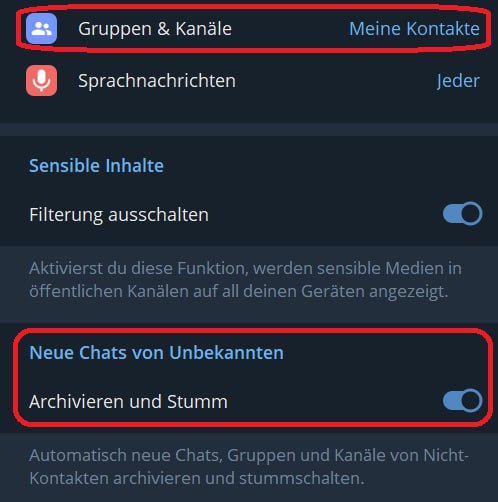 Gruppen & Kanäle Meine Kontakte
Sprachnachrichten Jeder
Sensible Inhalte
Filterung ausschalten
Aktivierst du diese Funktion, werden sensible Medien in
öffentlichen Kanälen auf all deinen Geräten angezeigt.
Neue Chats von Unbekannten
Archivieren und Stumm
Automatisch neue Chats, Gruppen und Kanäle von Nicht-
Kontakten archivieren und stummschalten.